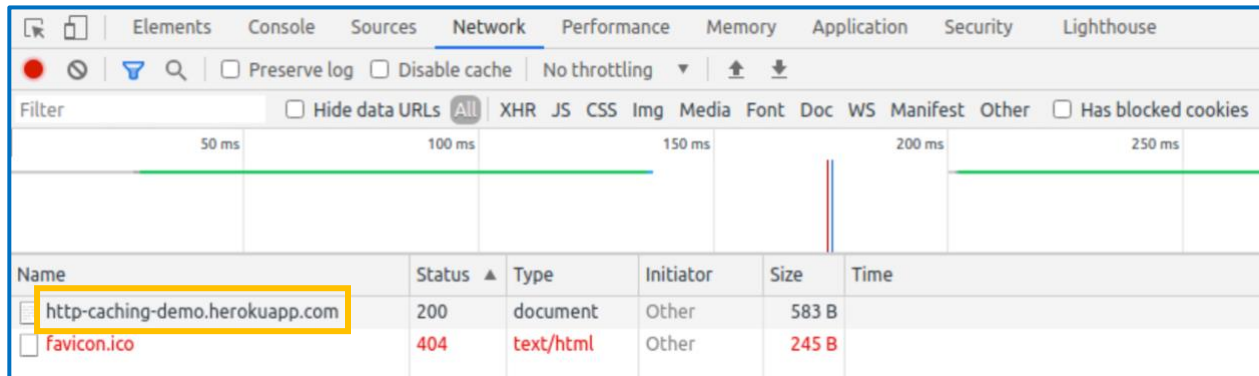 Elements Console Sources Network Performance Memory Application Security Lighthouse
Preserve log Disable cache No throttling
Filter Hide data URLs All XHR JS CSS Img Media Font Doc WS Manifest Other Has blocked cookies
50 ms 100 ms 150 ms 200 ms 250 ms
Name Status Type Initiator Size Time
http-caching-demo.herokuapp.com 200 document Other 583 B
favicon.ico 404 text/html Other 245 B